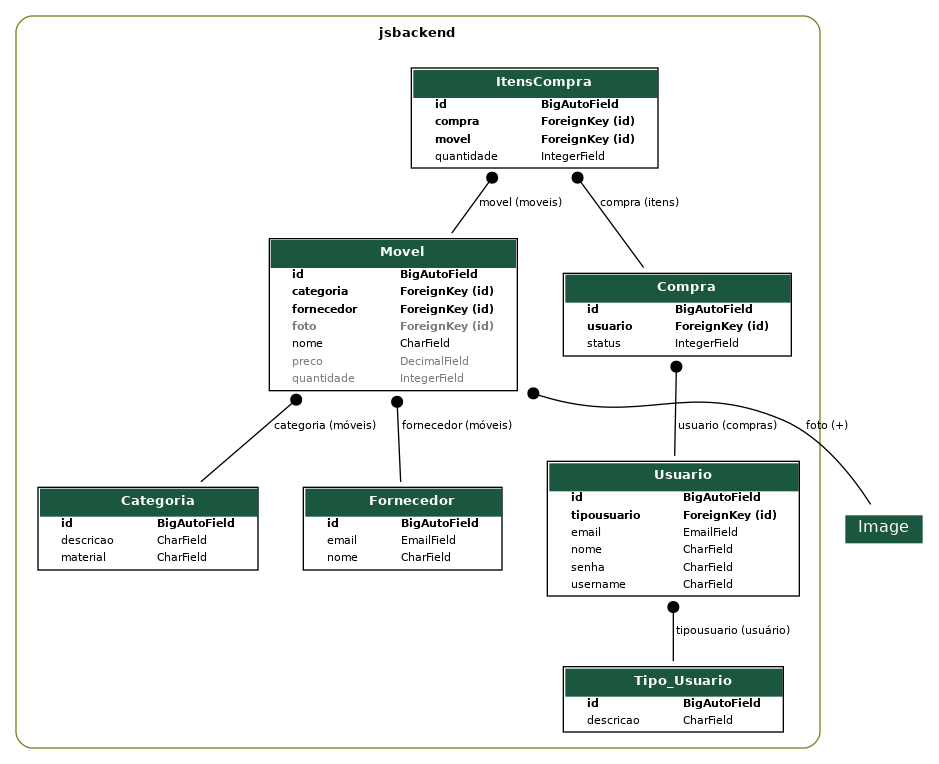 jsbackend
ItensCompra
id BigAutoField
compra ForeignKey (id)
movel ForeignKey (id)
quantidade IntegerField
movel (moveis)
compra (itens)
Movel
id BigAutoField
categoria ForeignKey (id)
fornecedor ForeignKey (id)
foto ForeignKey (id)
nome CharField
preco DecimalField
quantidade IntegerField
Compra
id BigAutoField
usuario ForeignKey (id)
status IntegerField
categoria (móveis)
fornecedor (móveis)
usuario (compras)
foto (+)
Categoria
id BigAutoField
descricao CharField
material CharField
Fornecedor
id BigAutoField
email EmailField
nome CharField
Usuario
id BigAutoField
tipousuario ForeignKey (id)
email EmailField
nome CharField
senha CharField
username CharField
Image
tipousuario (usuário)
Tipo_Usuario
id BigAutoField
descricao CharField